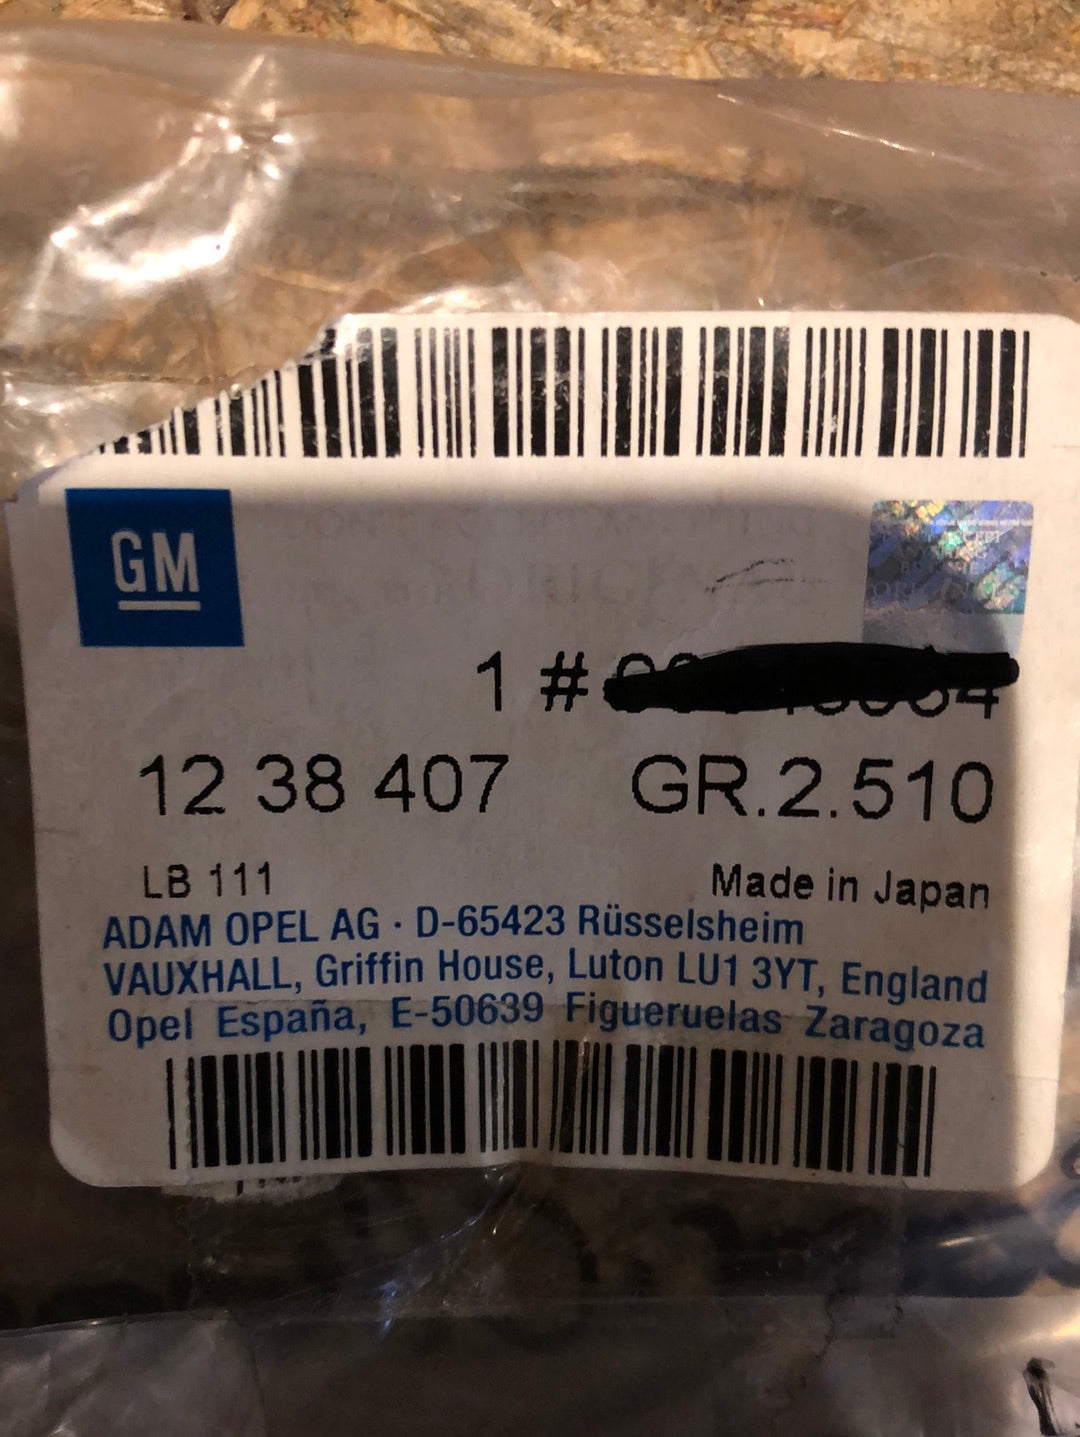 GM
1 #
12 38 407 GR.2.510
LB 111 Made in Japan
ADAM OPEL AG · D-65423 Rüsselsheim
VAUXHALL, Griffin House, Luton LU1 3YT, England
Opel España, E-50639 Figueruelas Zaragoza